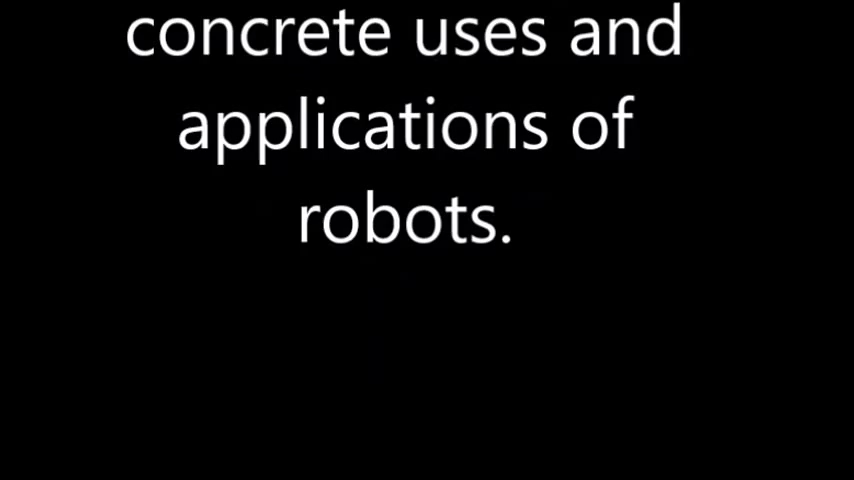 concrete uses and
applications of
robots.